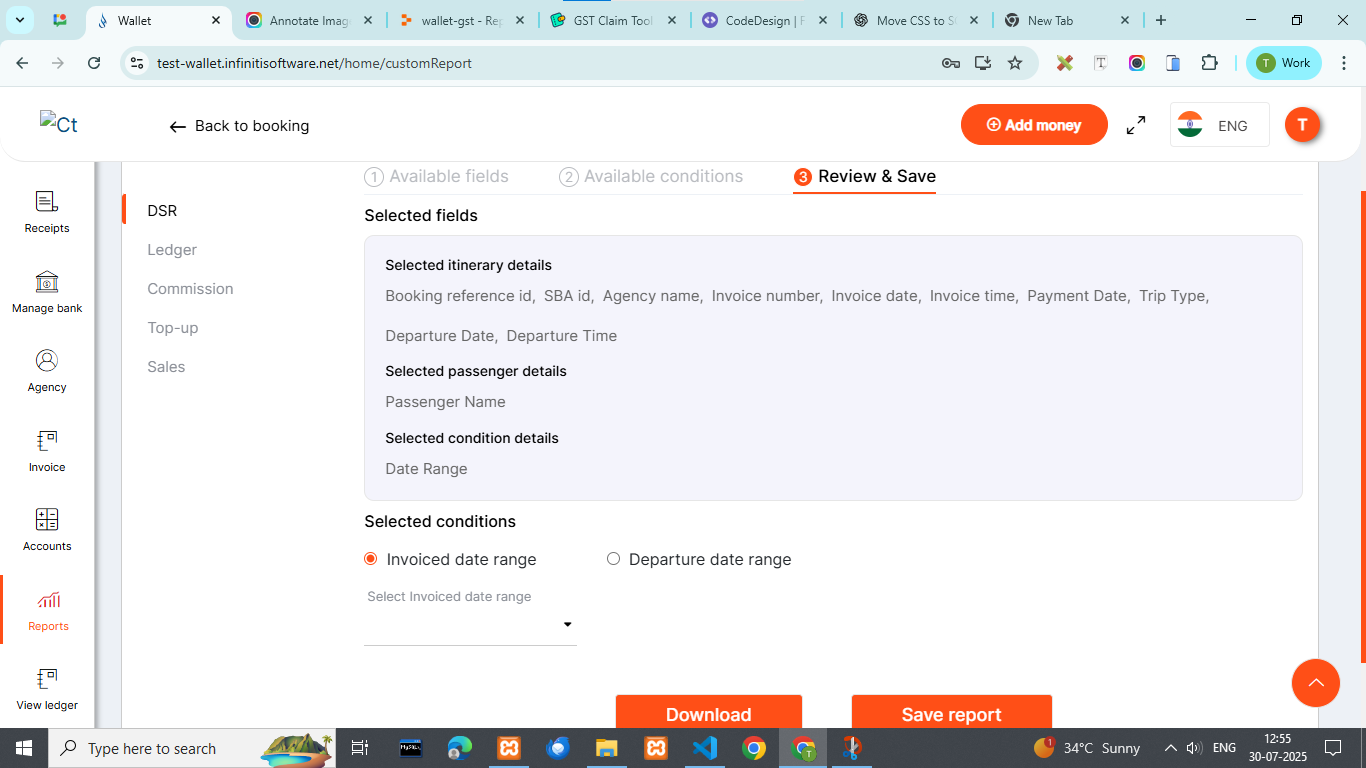 Wallet
Annotate Imag
wallet-gst - Rep
GST Claim Tool
CodeDesign | F
Move CSS to SC
New Tab
test-wallet.infinitisoftware.net/home/customReport
T
Work
Ct
Back to booking
Add money
ENG
T
1 Available fields
2 Available conditions
3 Review & Save
Receipts
Manage bank
Agency
Invoice
Accounts
Reports
View ledger
DSR
Ledger
Commission
Top-up
Sales
Selected fields
Selected itinerary details
Booking reference id, SBA id, Agency name, Invoice number, Invoice date, Invoice time, Payment Date, Trip Type,
Departure Date, Departure Time
Selected passenger details
Passenger Name
Selected condition details
Date Range
Selected conditions
Invoiced date range
Departure date range
Select Invoiced date range
Download
Save report
Type here to search
MySQL
1
34°C Sunny
ENG
12:55
30-07-2025